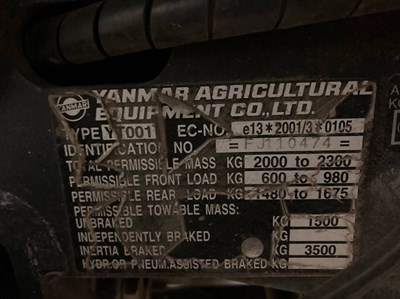 YANMAR
YANMAR AGRICULTURAL
EQUIPMENT CO.,LTD.
TYPE YT001 EC-NO. e13*2001/3*0105
IDENTIFICATION NO. =FJ110474=
TOTAL PERMISSIBLE MASS KG 2000 to 2300
PERMISSIBLE FRONT LOAD KG 600 to 980
PERMISSIBLE REAR LOAD KG 1480 to 1675
PERMISSIBLE TOWABLE MASS:
UNBRAKED KG 1500
INDEPENDENTLY BRAKED KG
INERTIA BRAKED KG 3500
HYDR.OR PNEUM.ASSISTED BRAKED KG